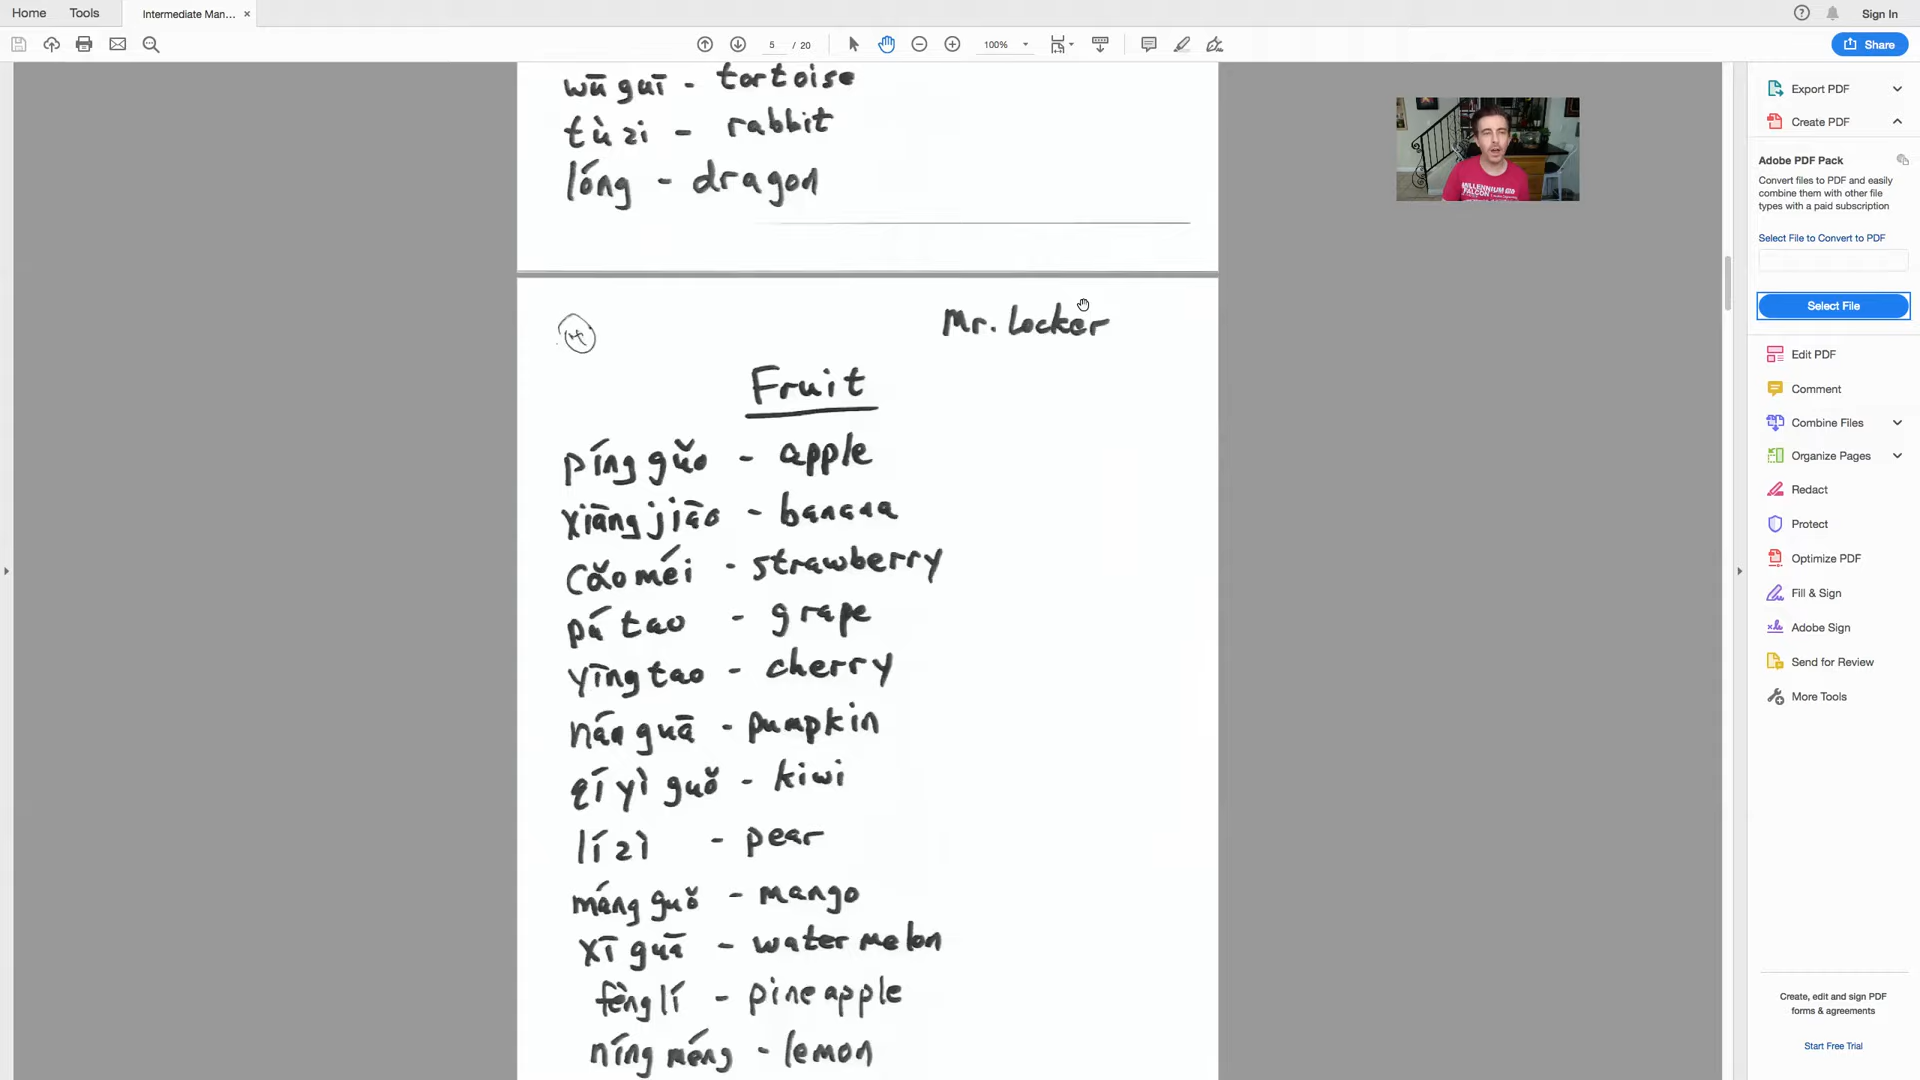 Home Tools Intermediate Man... × Sign In
5 / 20 100% Share
wū guī - tortoise
tù zi - rabbit
lóng - dragon
Mr. Locker
Fruit
píng guǒ - apple
xiāng jiāo - banana
cǎo méi - strawberry
pú tao - grape
yīng tao - cherry
nán guā - pumpkin
qí yì guǒ - kiwi
lí zì - pear
máng guǒ - mango
xī guā - water melon
fèng lí - pineapple
níng méng - lemon
MILLENNIUM
FALCON
Export PDF
Create PDF
Adobe PDF Pack
Convert files to PDF and easily
combine them with other file
types with a paid subscription
Select File to Convert to PDF
Select File
Edit PDF
Comment
Combine Files
Organize Pages
Redact
Protect
Optimize PDF
Fill & Sign
Adobe Sign
Send for Review
More Tools
Create, edit and sign PDF
forms & agreements
Start Free Trial